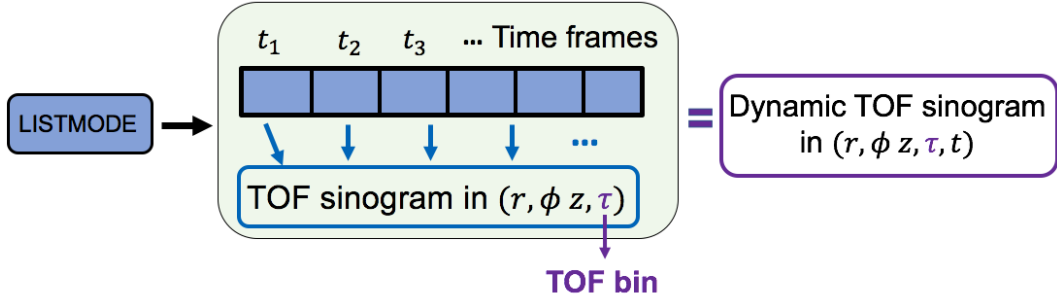 t₁ t₂ t₃ ... Time frames
LISTMODE
TOF sinogram in (r, ϕ z, τ)
TOF bin
=
Dynamic TOF sinogram
in (r, ϕ z, τ, t)